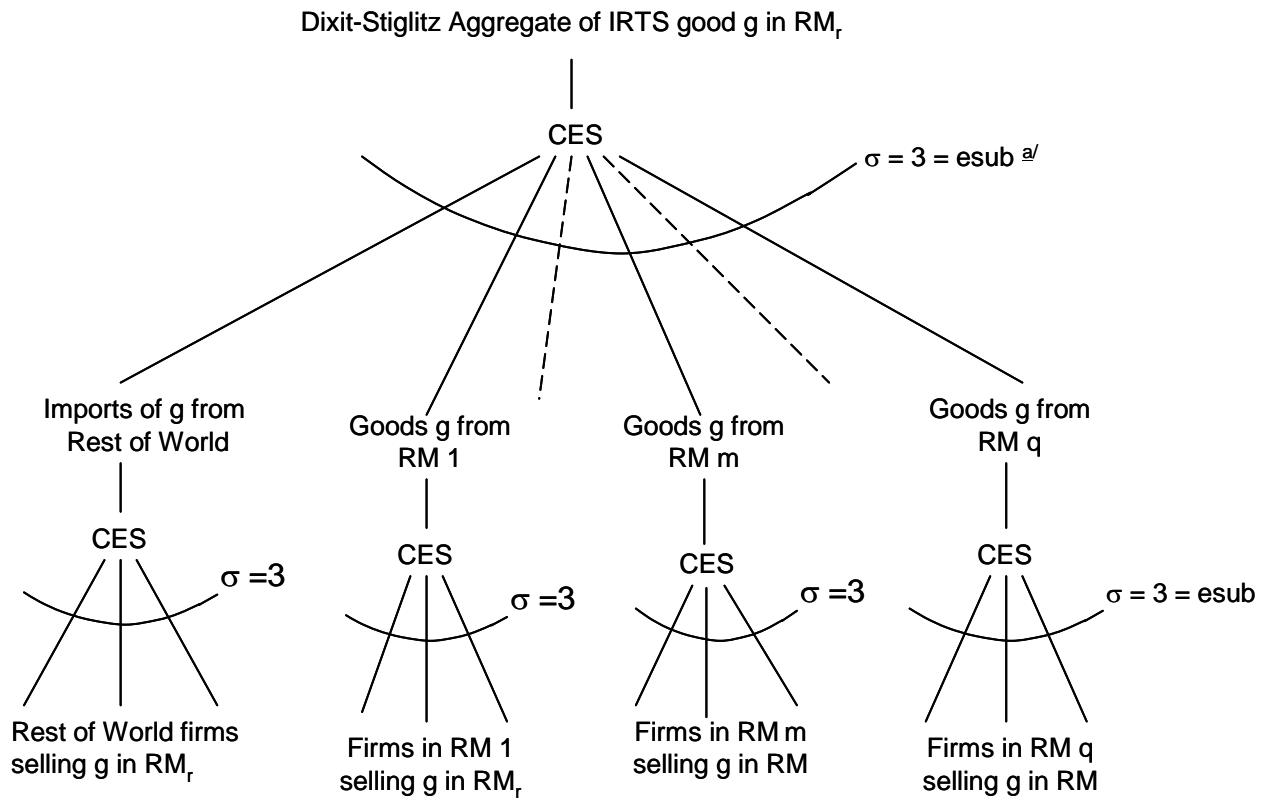 Dixit-Stiglitz Aggregate of IRTS good g in RMr
CES
σ = 3 = esub a/
Imports of g from
Rest of World
Goods g from
RM 1
Goods g from
RM m
Goods g from
RM q
CES
CES
CES
CES
σ =3
σ =3
σ =3
σ = 3 = esub
Rest of World firms
selling g in RMr
Firms in RM 1
selling g in RMr
Firms in RM m
selling g in RM
Firms in RM q
selling g in RM